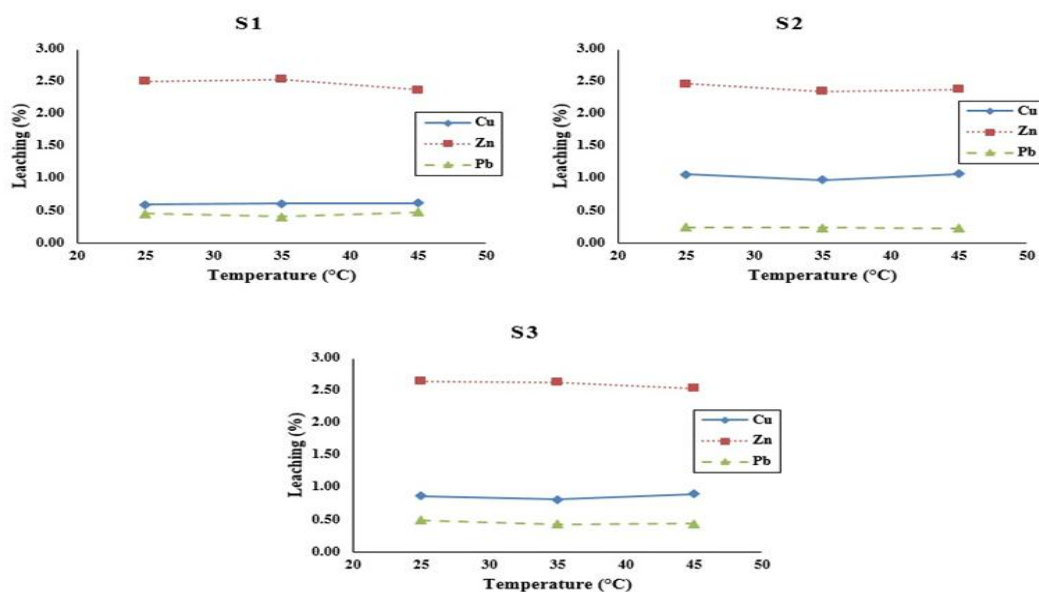 S1
3.00
2.50
2.00
1.50
1.00
0.50
0.00
Leaching (%)
20 25 30 35 40 45 50
Temperature (°C)
Cu
Zn
Pb
S2
3.00
2.50
2.00
1.50
1.00
0.50
0.00
Leaching (%)
20 25 30 35 40 45 50
Temperature (°C)
Cu
Zn
Pb
S3
3.00
2.50
2.00
1.50
1.00
0.50
0.00
Leaching (%)
20 25 30 35 40 45 50
Temperature (°C)
Cu
Zn
Pb